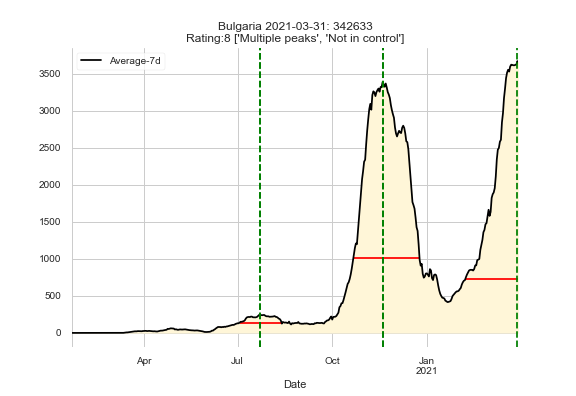 Bulgaria 2021-03-31: 342633
Rating:8 ['Multiple peaks', 'Not in control']
Average-7d
3500
3000
2500
2000
1500
1000
500
0
Apr
Jul
Oct
Jan
2021
Date